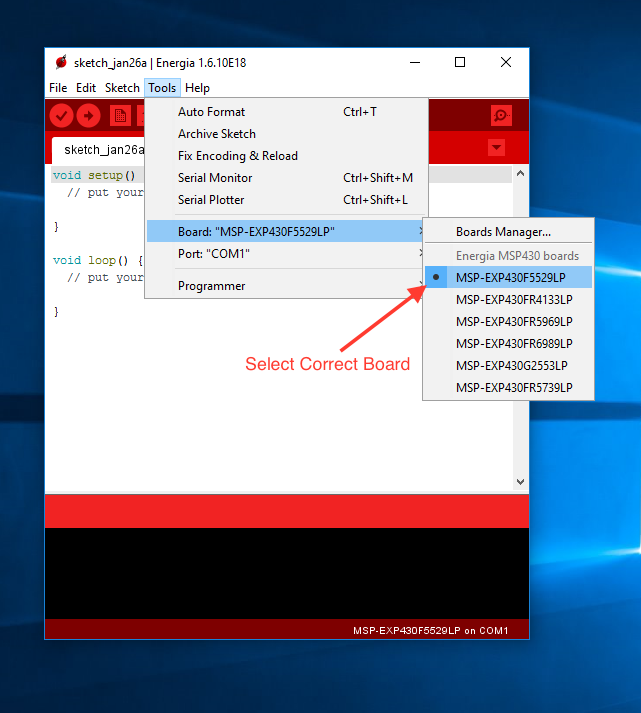 sketch_jan26a | Energia 1.6.10E18
File Edit Sketch Tools Help
sketch_jan26a
void setup()
// put your
}
void loop() {
// put your
}
Auto Format Ctrl+T
Archive Sketch
Fix Encoding & Reload
Serial Monitor Ctrl+Shift+M
Serial Plotter Ctrl+Shift+L
Board: "MSP-EXP430F5529LP"
Port: "COM1"
Programmer
Boards Manager...
Energia MSP430 boards
MSP-EXP430F5529LP
MSP-EXP430FR4133LP
MSP-EXP430FR5969LP
MSP-EXP430FR6989LP
MSP-EXP430G2553LP
MSP-EXP430FR5739LP
Select Correct Board
MSP-EXP430F5529LP on COM1